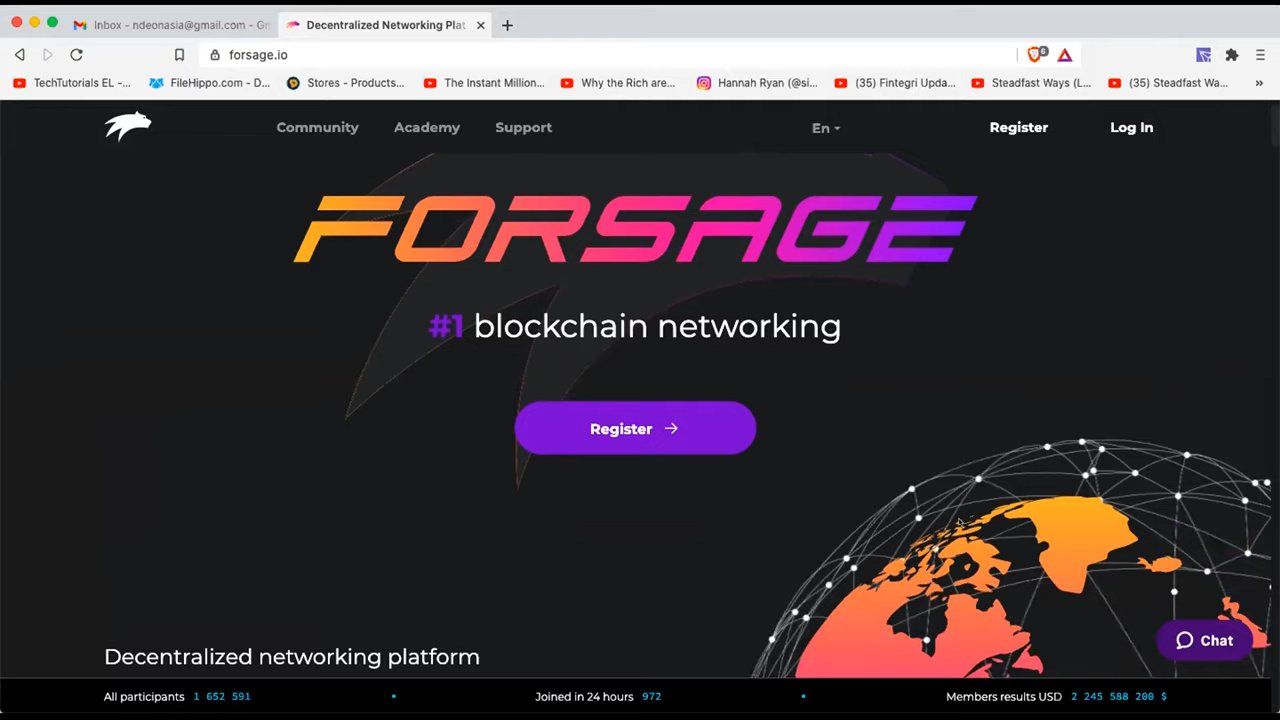 Inbox - ndeonasia@gmail.com - Gm
Decentralized Networking Plat
forsage.io
6
TechTutorials EL –...
FileHippo.com - D...
Stores - Products...
The Instant Million...
Why the Rich are...
Hannah Ryan (@si...
(35) Fintegri Upda...
Steadfast Ways (L...
(35) Steadfast Wa...
Community
Academy
Support
En
Register
Log In
FORSAGE
#1 blockchain networking
Register
Chat
Decentralized networking platform
All participants 1 652 591
Joined in 24 hours 972
Members results USD 2 245 588 200 $